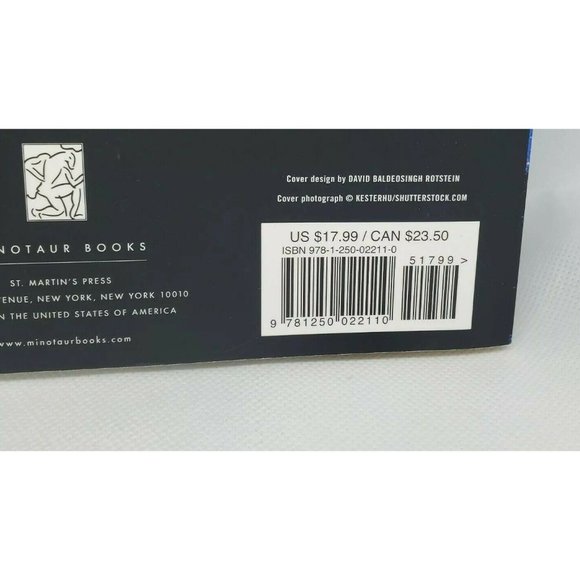 Cover design by DAVID BALDEOSINGH ROTSTEIN
Cover photograph © KESTERHU/SHUTTERSTOCK.COM
US $17.99 / CAN $23.50
ISBN 978-1-250-02211-0
51799>
9 781250 022110
NOTAUR BOOKS
ST. MARTIN'S PRESS
ENUE, NEW YORK, NEW YORK 10010
N THE UNITED STATES OF AMERICA
www.minotaurbooks.com